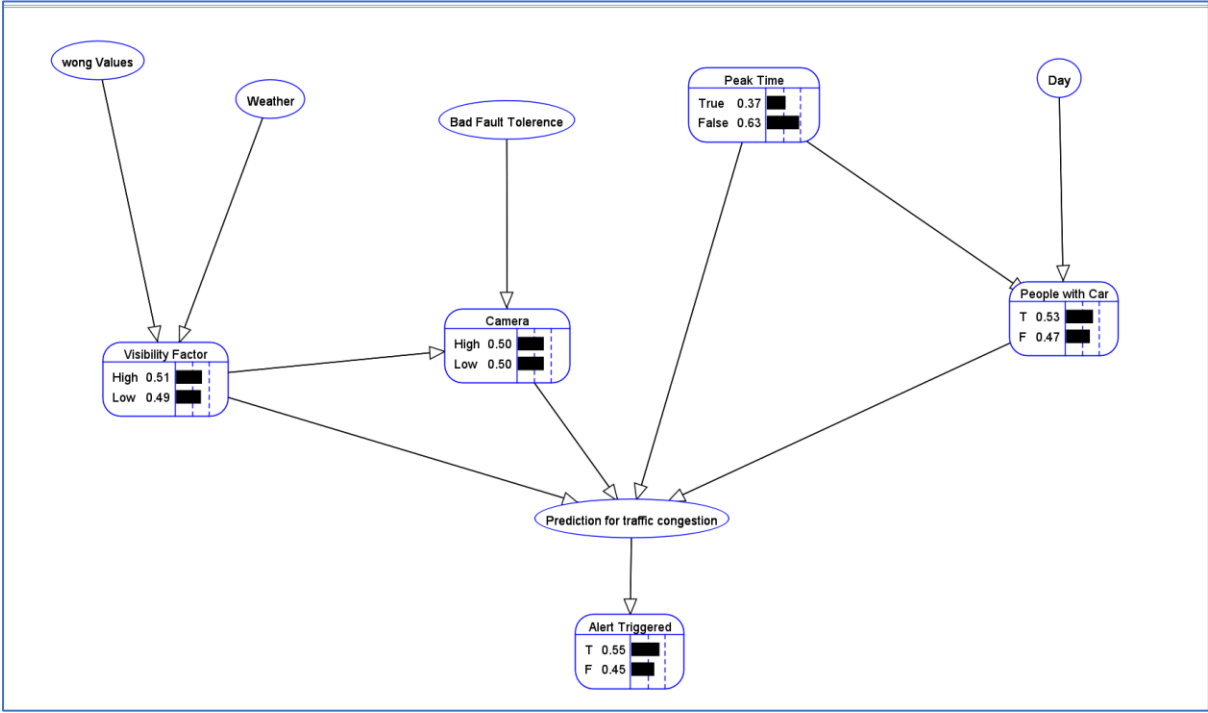 wong Values
Weather
Bad Fault Tolerence
Peak Time
True 0.37
False 0.63
Day
Visibility Factor
High 0.51
Low 0.49
Camera
High 0.50
Low 0.50
People with Car
T 0.53
F 0.47
Prediction for traffic congestion
Alert Triggered
T 0.55
F 0.45